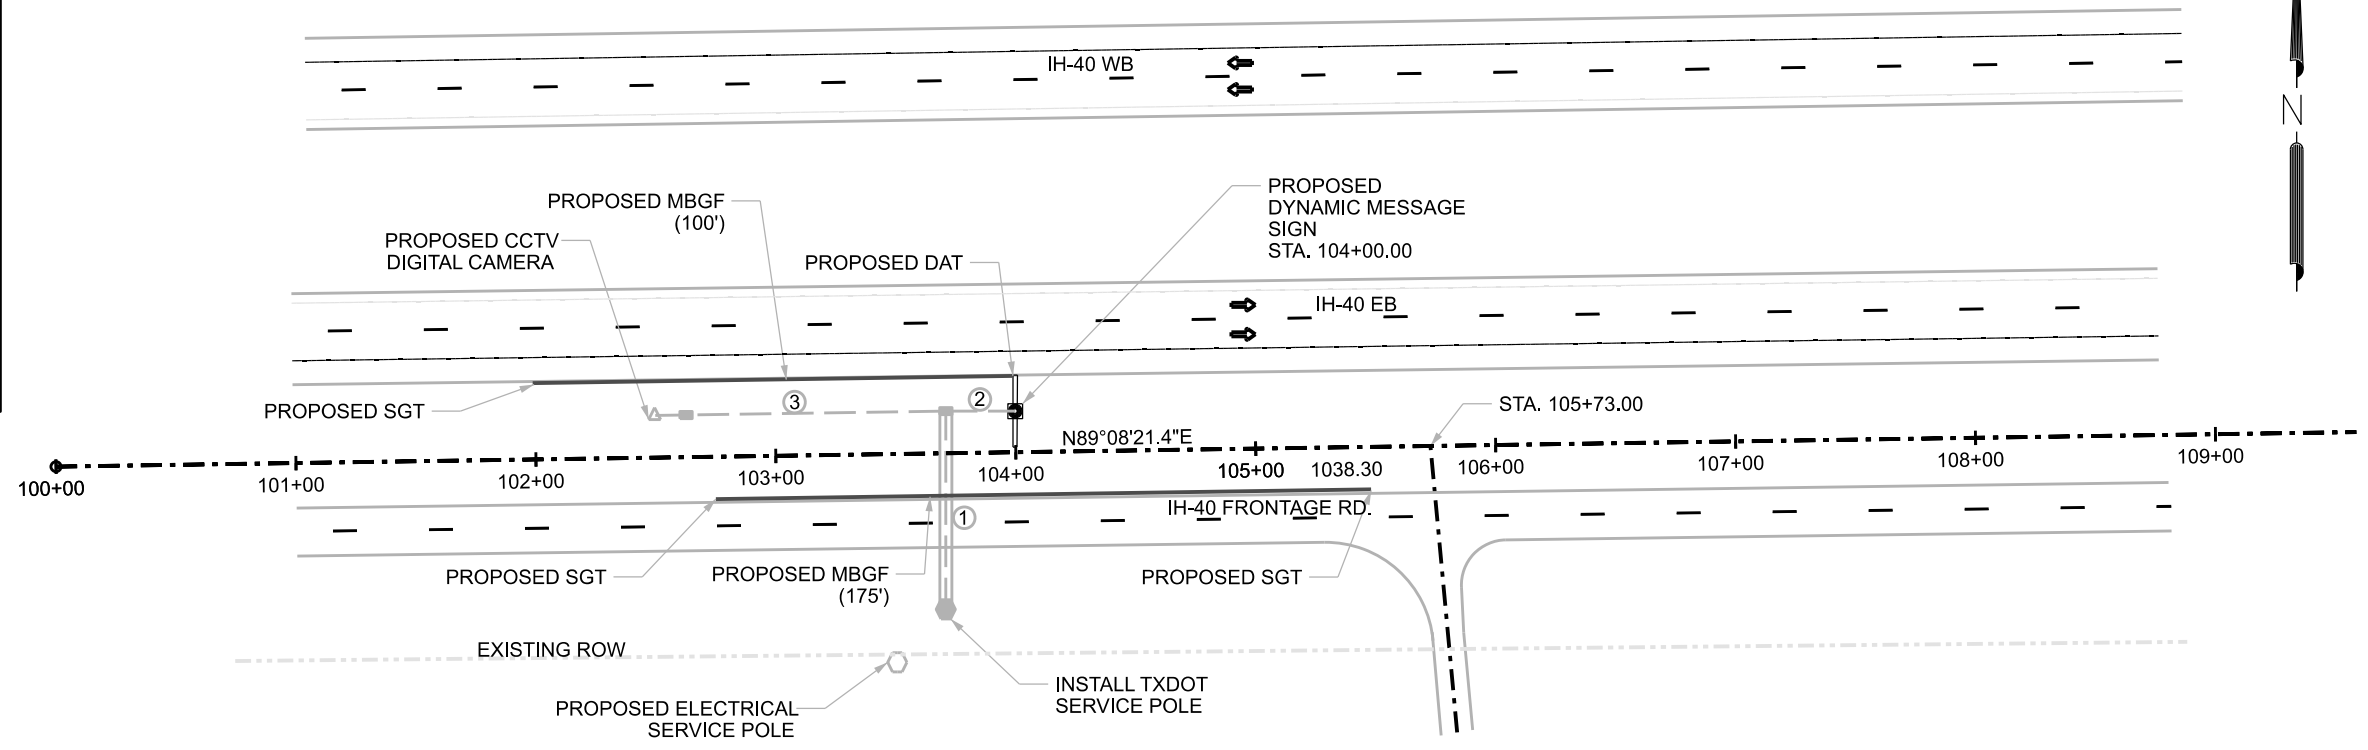 IH-40 WB
N
PROPOSED MBGF
(100')
PROPOSED
DYNAMIC MESSAGE
SIGN
STA. 104+00.00
PROPOSED CCTV
DIGITAL CAMERA
PROPOSED DAT
IH-40 EB
PROPOSED SGT
3
2
STA. 105+73.00
N89°08'21.4"E
100+00
101+00
102+00
103+00
104+00
105+00
1038.30
106+00
107+00
108+00
109+00
IH-40 FRONTAGE RD.
1
PROPOSED SGT
PROPOSED MBGF
(175')
PROPOSED SGT
EXISTING ROW
INSTALL TXDOT
SERVICE POLE
PROPOSED ELECTRICAL
SERVICE POLE